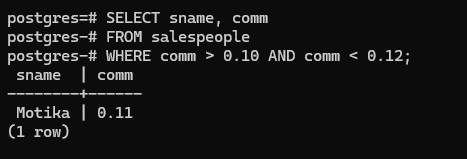 postgres=# SELECT sname, comm
postgres-# FROM salespeople
postgres-# WHERE comm > 0.10 AND comm < 0.12;
 sname  | comm
--------+------
 Motika | 0.11
(1 row)